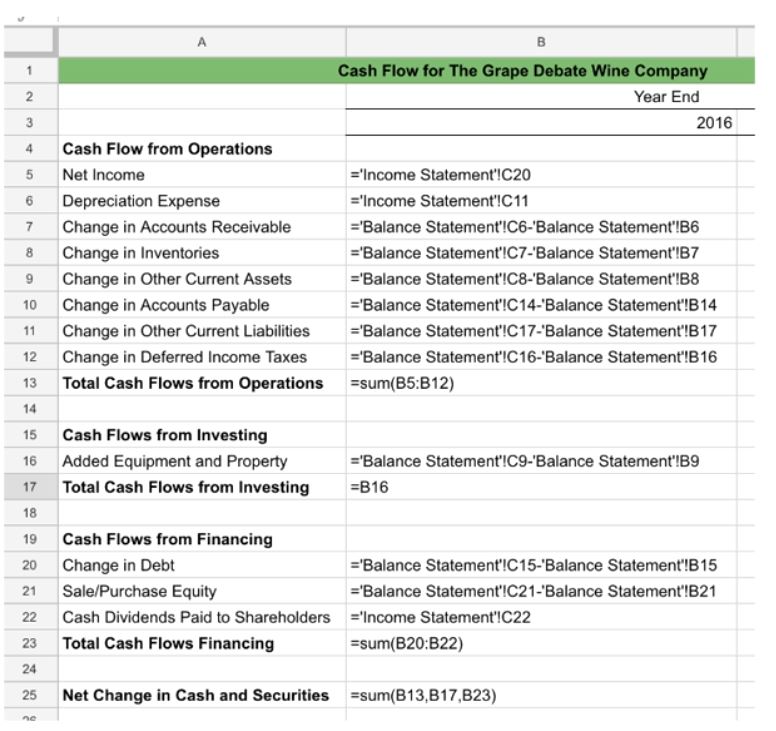 A B
1 Cash Flow for The Grape Debate Wine Company
2 Year End
3 2016
4 Cash Flow from Operations
5 Net Income ='Income Statement'!C20
6 Depreciation Expense ='Income Statement'!C11
7 Change in Accounts Receivable ='Balance Statement'!C6-'Balance Statement'!B6
8 Change in Inventories ='Balance Statement'!C7-'Balance Statement'!B7
9 Change in Other Current Assets ='Balance Statement'!C8-'Balance Statement'!B8
10 Change in Accounts Payable ='Balance Statement'!C14-'Balance Statement'!B14
11 Change in Other Current Liabilities ='Balance Statement'!C17-'Balance Statement'!B17
12 Change in Deferred Income Taxes ='Balance Statement'!C16-'Balance Statement'!B16
13 Total Cash Flows from Operations =sum(B5:B12)
14
15 Cash Flows from Investing
16 Added Equipment and Property ='Balance Statement'!C9-'Balance Statement'!B9
17 Total Cash Flows from Investing =B16
18
19 Cash Flows from Financing
20 Change in Debt ='Balance Statement'!C15-'Balance Statement'!B15
21 Sale/Purchase Equity ='Balance Statement'!C21-'Balance Statement'!B21
22 Cash Dividends Paid to Shareholders ='Income Statement'!C22
23 Total Cash Flows Financing =sum(B20:B22)
24
25 Net Change in Cash and Securities =sum(B13,B17,B23)